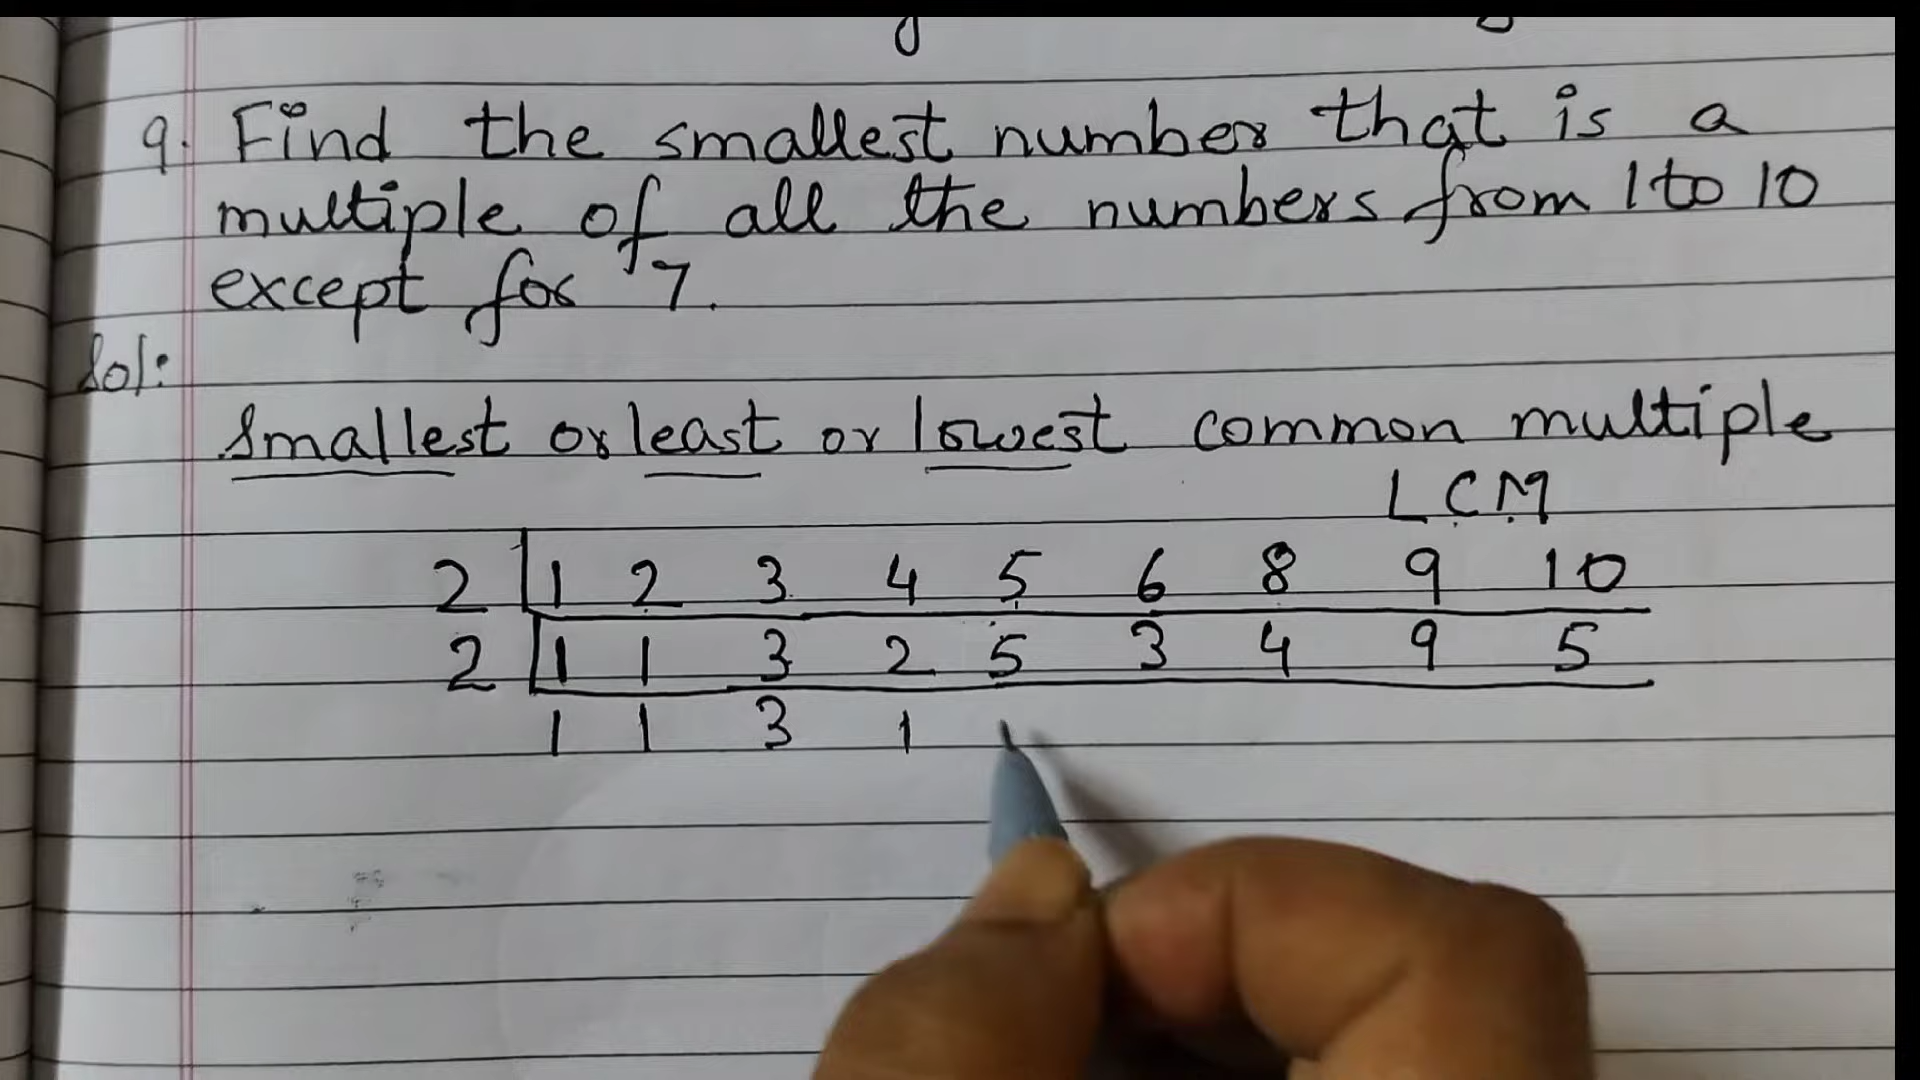 9. Find the smallest number that is a
multiple of all the numbers from 1 to 10
except for 7.
Sol:
Smallest or least or lowest common multiple
LCM
2 1 2 3 4 5 6 8 9 10
2 1 1 3 2 5 3 4 9 5
1 1 3 1